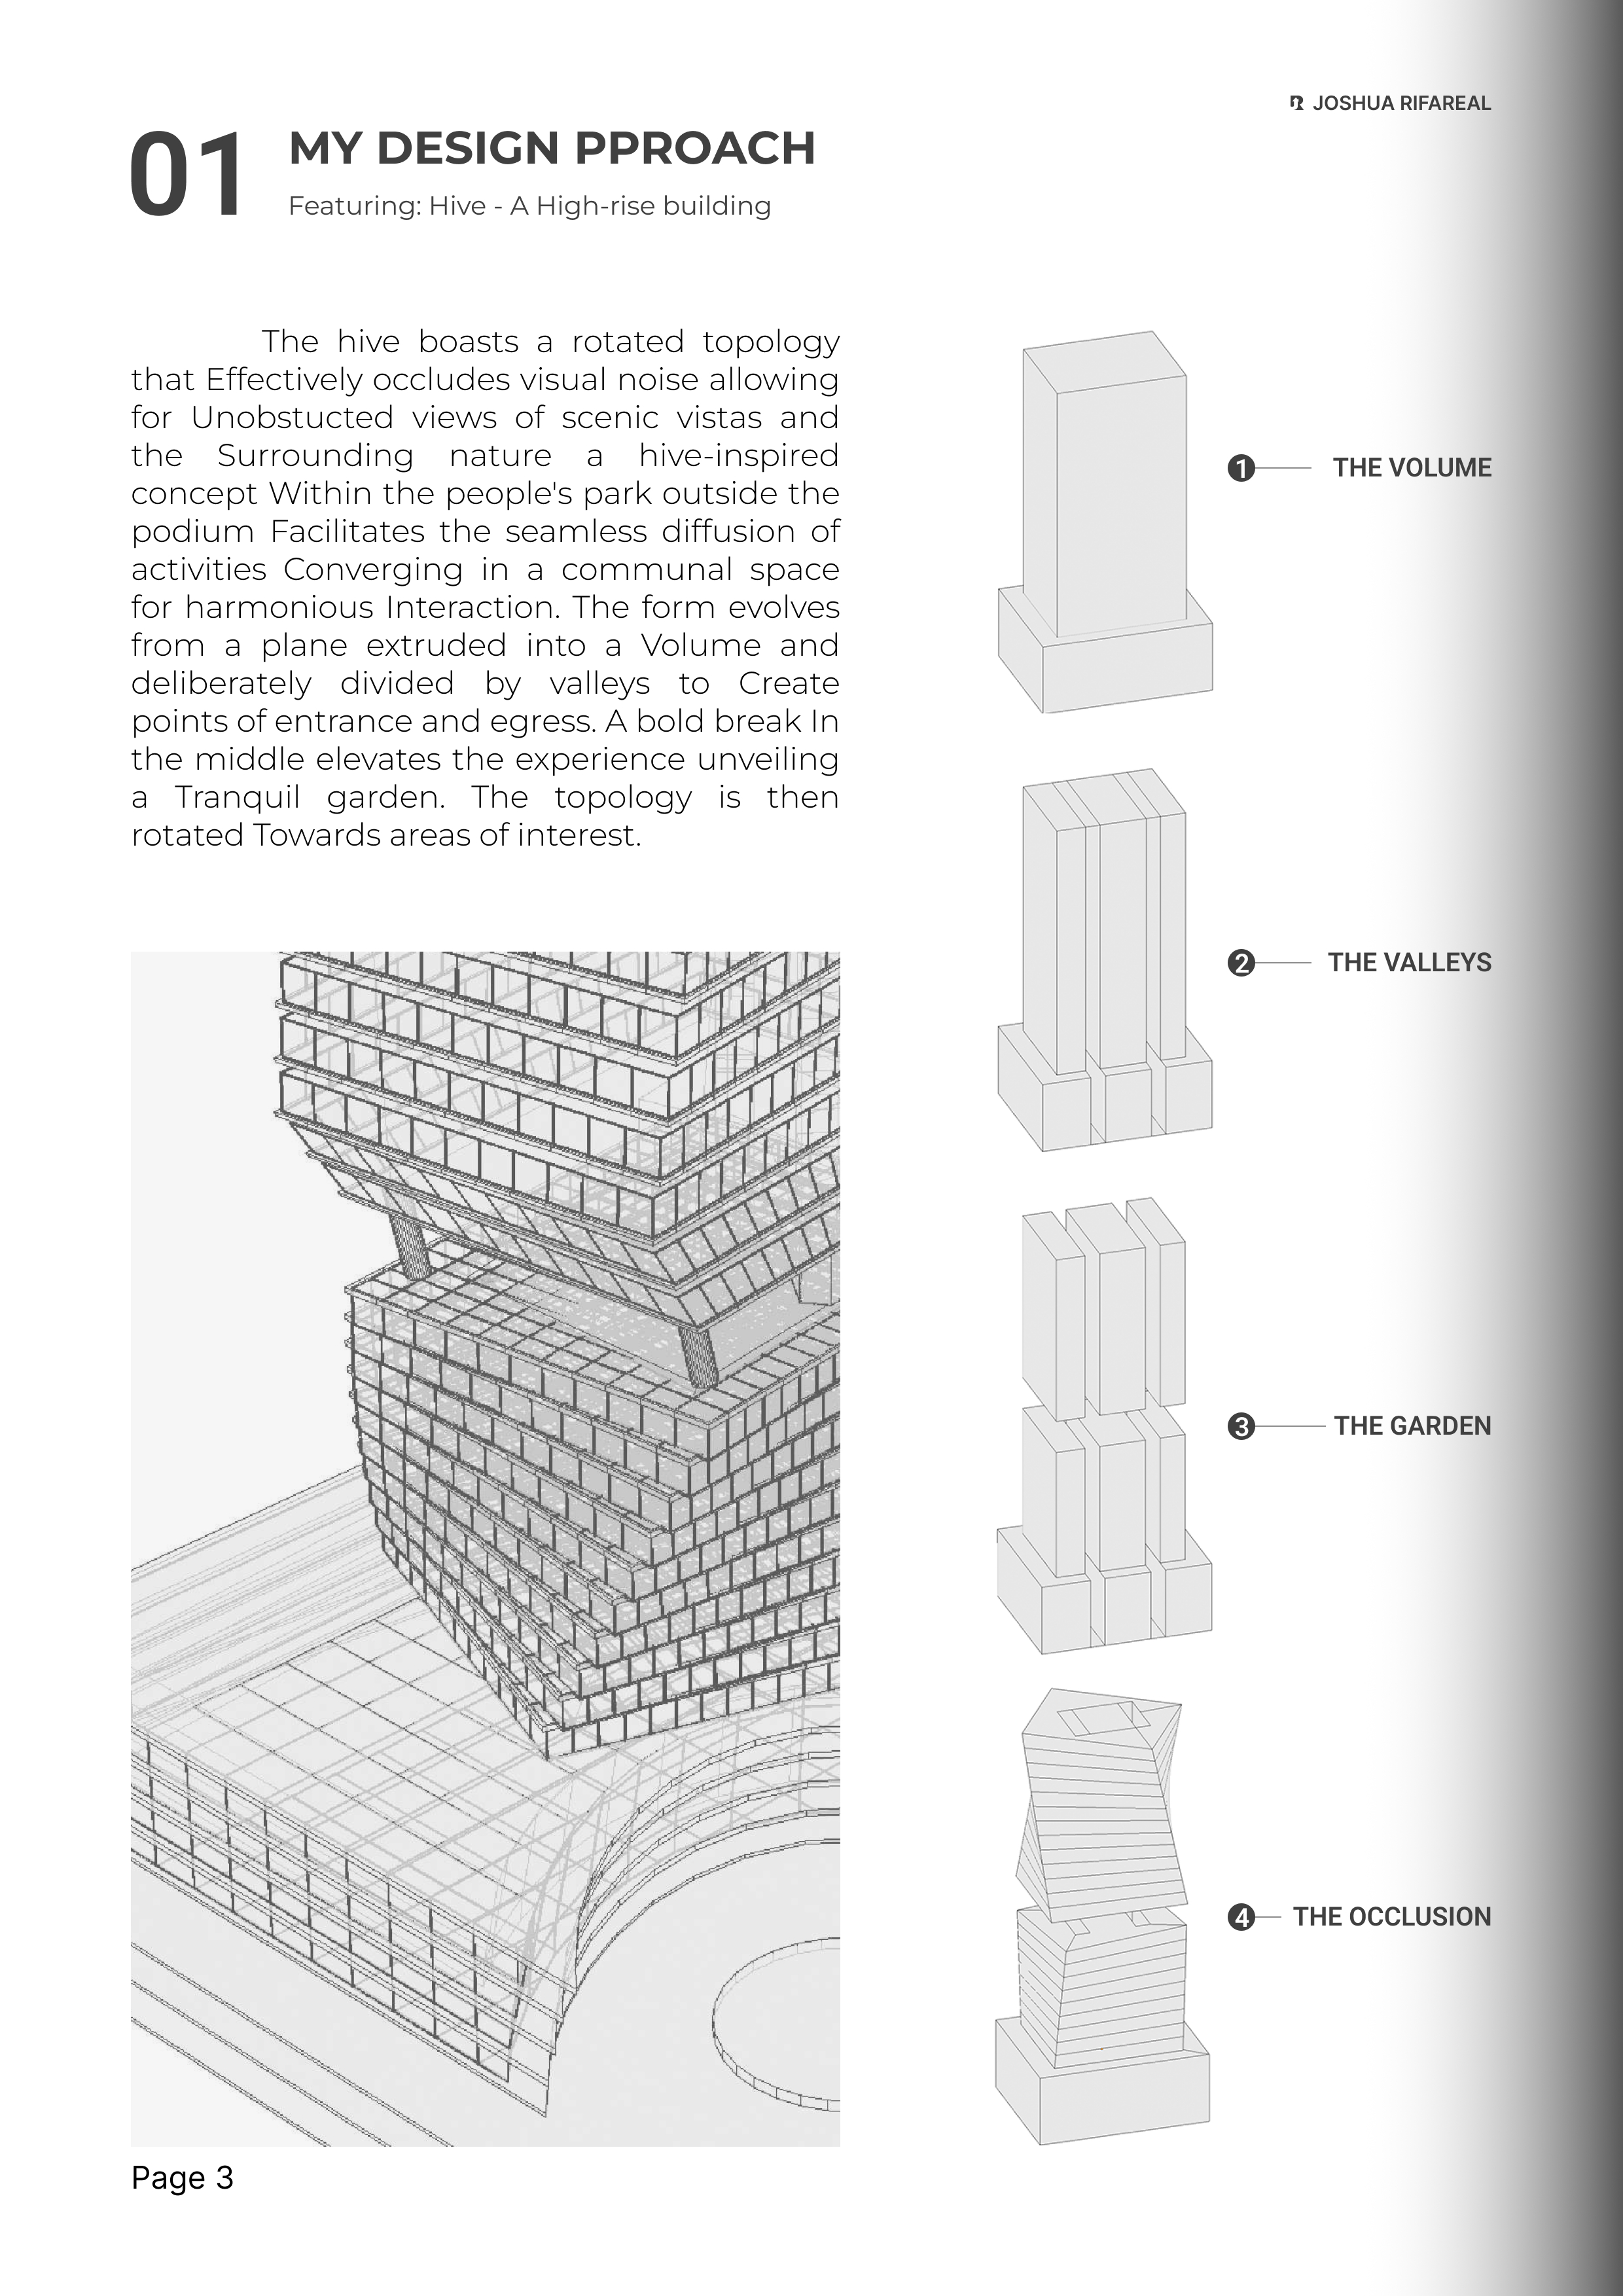 JOSHUA RIFAREAL
01
MY DESIGN PPROACH
Featuring: Hive - A High-rise building
The hive boasts a rotated topology
that Effectively occludes visual noise allowing
for Unobstucted views of scenic vistas and
the Surrounding nature a hive-inspired
concept Within the people's park outside the
podium Facilitates the seamless diffusion of
activities Converging in a communal space
for harmonious Interaction. The form evolves
from a plane extruded into a Volume and
deliberately divided by valleys to Create
points of entrance and egress. A bold break In
the middle elevates the experience unveiling
a Tranquil garden. The topology is then
rotated Towards areas of interest.
1 THE VOLUME
2 THE VALLEYS
3 THE GARDEN
4 THE OCCLUSION
Page 3